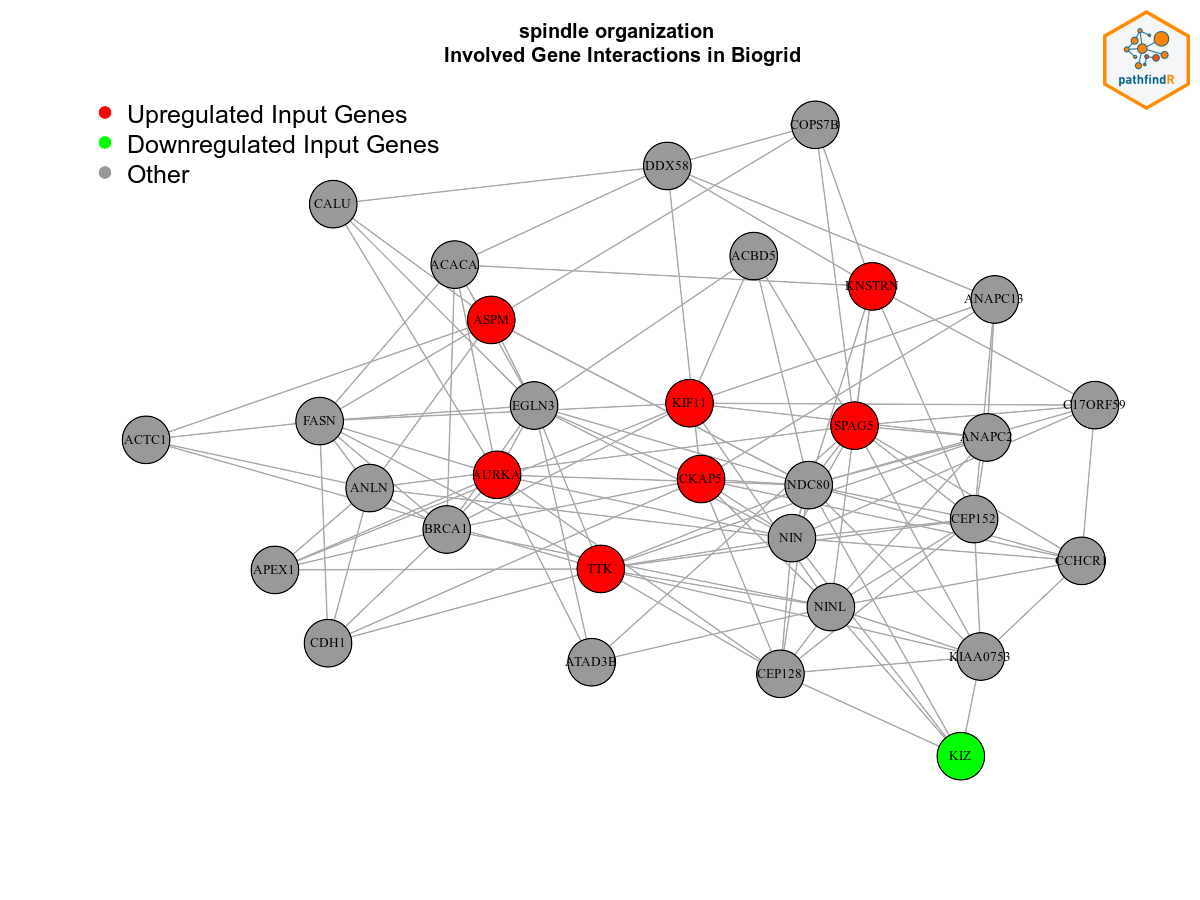 spindle organization
Involved Gene Interactions in Biogrid
pathfindR
Upregulated Input Genes
Downregulated Input Genes
Other
COPS7B
DDX58
CALU
ACACA
ACBD5
KNSTRN
ANAPC13
ASPM
EGLN3
KIF11
C17ORF59
FASN
SPAG5
ACTC1
ANAPC2
AURKA
CKAP5
NDC80
ANLN
CEP152
BRCA1
NIN
CCHCR1
APEX1
TTK
NINL
CDH1
ATAD3B
KIAA0753
CEP128
KIZ